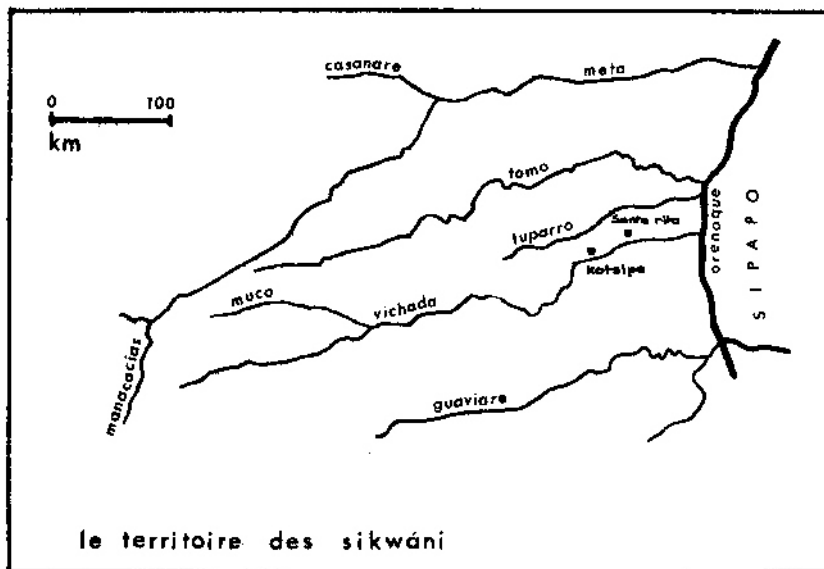 casanare
meta
0 100
km
tomo
Santa rita
tuparro
orenoque
SIPAPO
kotsipa
muco
vichada
manacacias
guaviare
le territoire des sikwáni